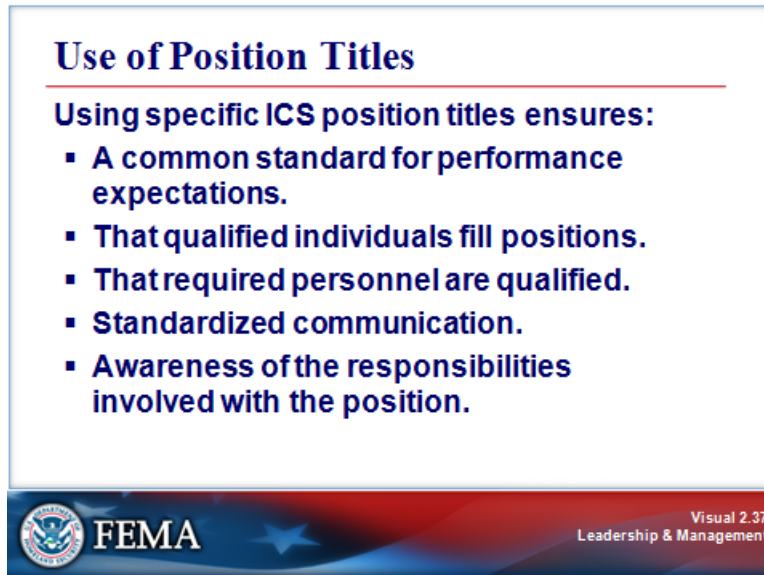 Use of Position Titles
Using specific ICS position titles ensures:
▪ A common standard for performance
expectations.
▪ That qualified individuals fill positions.
▪ That required personnel are qualified.
▪ Standardized communication.
▪ Awareness of the responsibilities
involved with the position.
FEMA
Visual 2.37
Leadership & Management